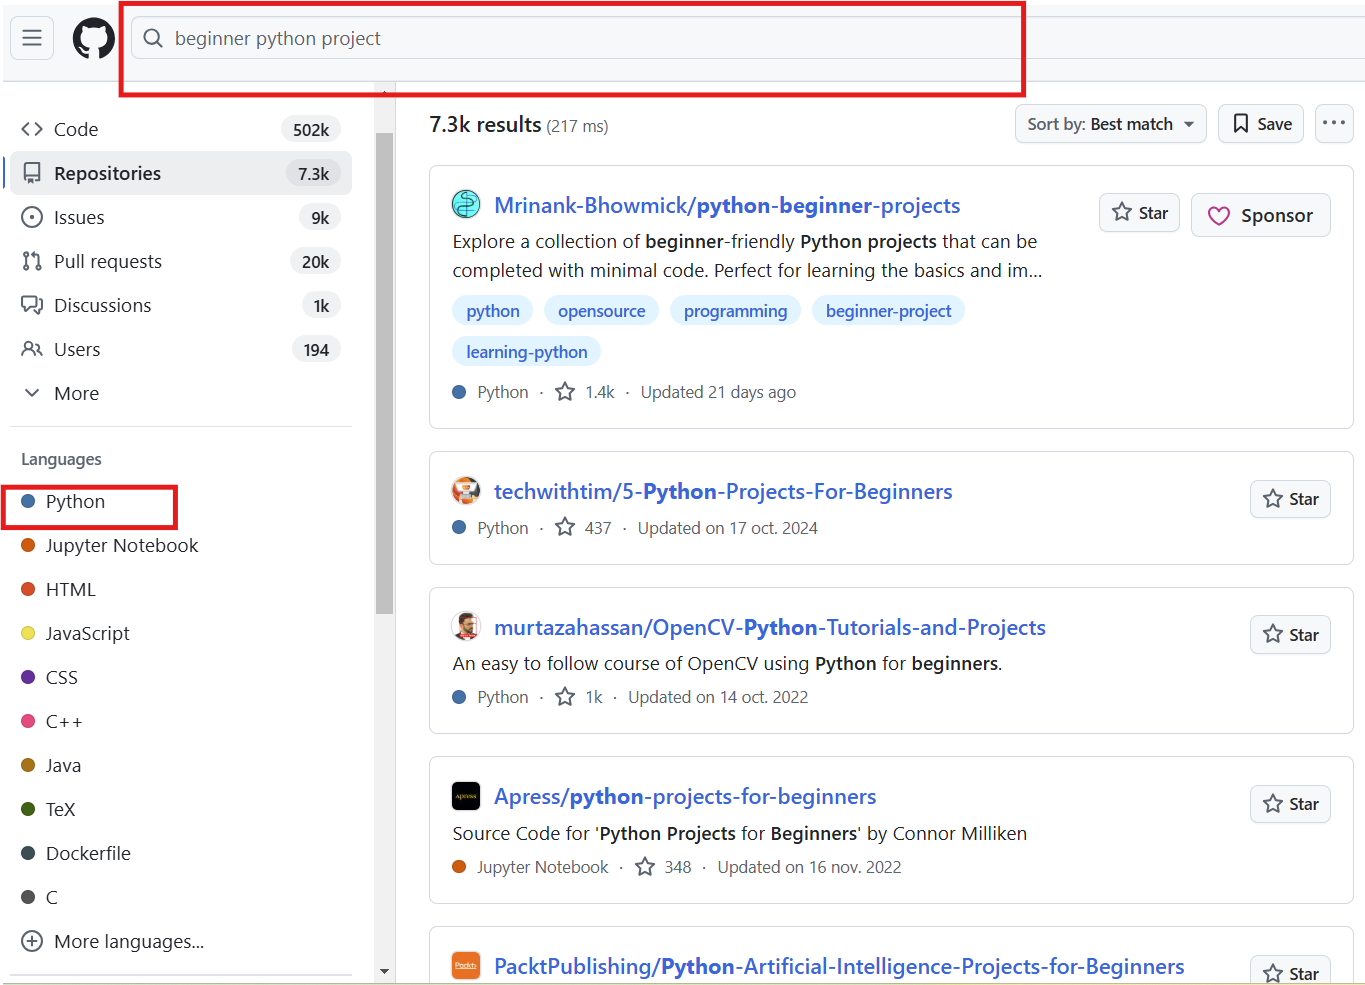 beginner python project
Code 502k
Repositories 7.3k
Issues 9k
Pull requests 20k
Discussions 1k
Users 194
More
Languages
Python
Jupyter Notebook
HTML
JavaScript
CSS
C++
Java
TeX
Dockerfile
C
More languages...
7.3k results (217 ms)
Sort by: Best match
Save
Mrinank-Bhowmick/python-beginner-projects
Star
Sponsor
Explore a collection of beginner-friendly Python projects that can be
completed with minimal code. Perfect for learning the basics and im...
python opensource programming beginner-project
learning-python
Python · 1.4k · Updated 21 days ago
techwithtim/5-Python-Projects-For-Beginners
Star
Python · 437 · Updated on 17 oct. 2024
murtazahassan/OpenCV-Python-Tutorials-and-Projects
Star
An easy to follow course of OpenCV using Python for beginners.
Python · 1k · Updated on 14 oct. 2022
Apress
Apress/python-projects-for-beginners
Star
Source Code for 'Python Projects for Beginners' by Connor Milliken
Jupyter Notebook · 348 · Updated on 16 nov. 2022
Packt
PacktPublishing/Python-Artificial-Intelligence-Projects-for-Beginners
Star